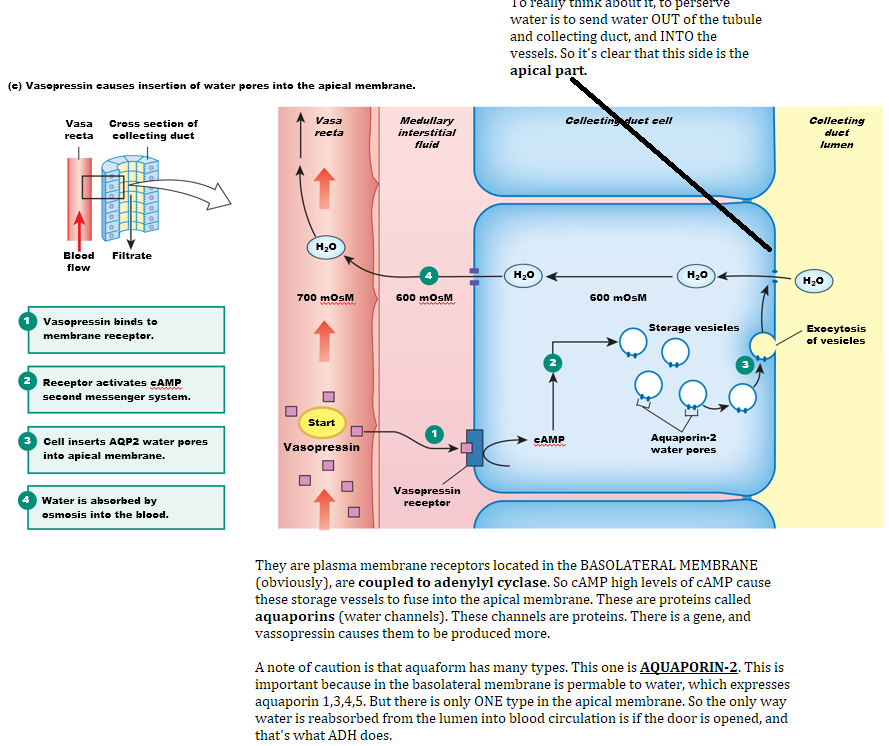 To really think about it, to perserve
water is to send water OUT of the tubule
and collecting duct, and INTO the
vessels. So it's clear that this side is the
apical part.
(c) Vasopressin causes insertion of water pores into the apical membrane.
Vasa
recta
Cross section of
collecting duct
Blood
flow
Filtrate
1 Vasopressin binds to
membrane receptor.
2 Receptor activates cAMP
second messenger system.
3 Cell inserts AQP2 water pores
into apical membrane.
4 Water is absorbed by
osmosis into the blood.
Vasa
recta
Medullary
interstitial
fluid
Collecting duct cell
Collecting
duct
lumen
H₂O
4
H₂O
H₂O
H₂O
700 mOsM
600 mOsM
600 mOsM
Storage vesicles
Exocytosis
of vesicles
2
3
Start
Vasopressin
1
cAMP
Aquaporin-2
water pores
Vasopressin
receptor
They are plasma membrane receptors located in the BASOLATERAL MEMBRANE
(obviously), are coupled to adenylyl cyclase. So cAMP high levels of cAMP cause
these storage vessels to fuse into the apical membrane. These are proteins called
aquaporins (water channels). These channels are proteins. There is a gene, and
vassopressin causes them to be produced more.
A note of caution is that aquaform has many types. This one is AQUAPORIN-2. This is
important because in the basolateral membrane is permable to water, which expresses
aquaporin 1,3,4,5. But there is only ONE type in the apical membrane. So the only way
water is reabsorbed from the lumen into blood circulation is if the door is opened, and
that's what ADH does.